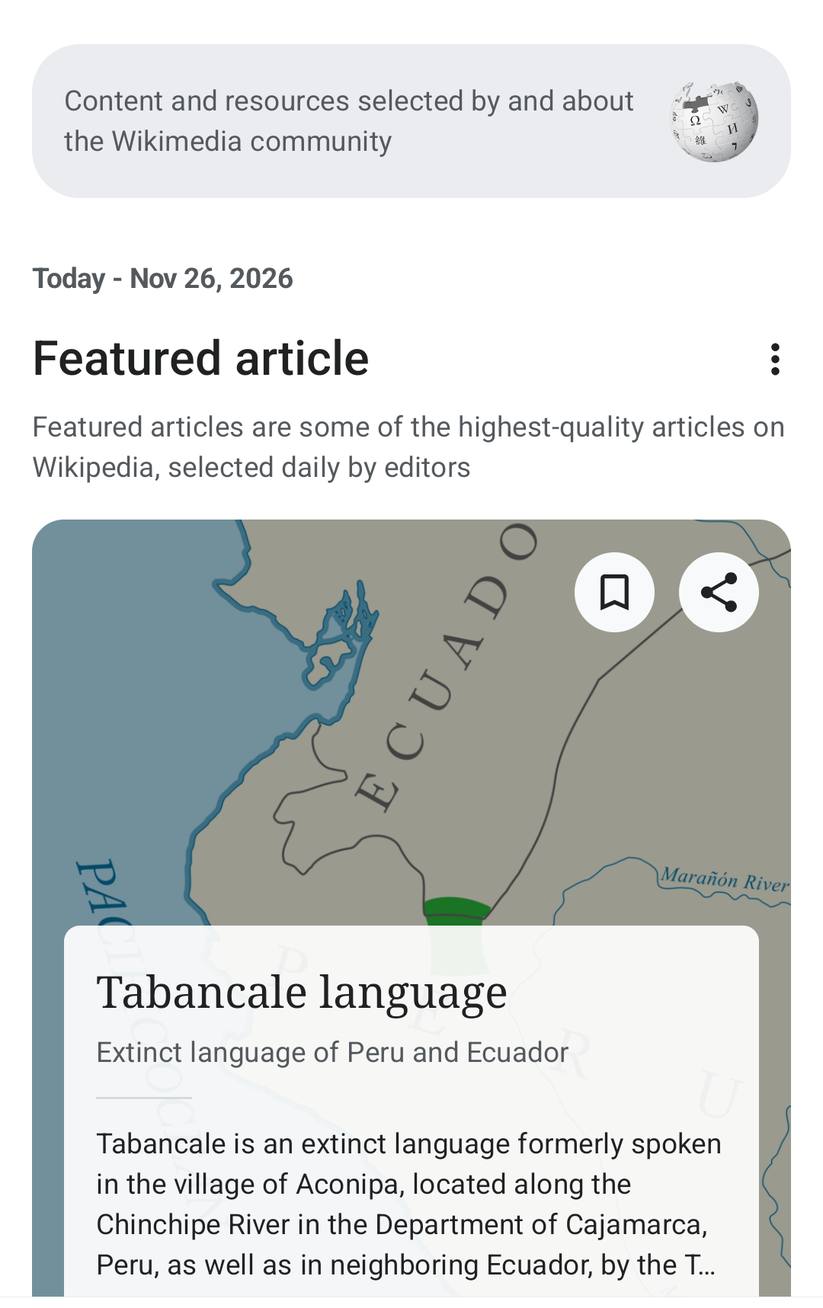 Content and resources selected by and about
the Wikimedia community
Today - Nov 26, 2026
Featured article
Featured articles are some of the highest-quality articles on
Wikipedia, selected daily by editors
ECUADO
Marañón River
PACIFIC OCEAN
P E R U
Tabancale language
Extinct language of Peru and Ecuador
Tabancale is an extinct language formerly spoken
in the village of Aconipa, located along the
Chinchipe River in the Department of Cajamarca,
Peru, as well as in neighboring Ecuador, by the T…